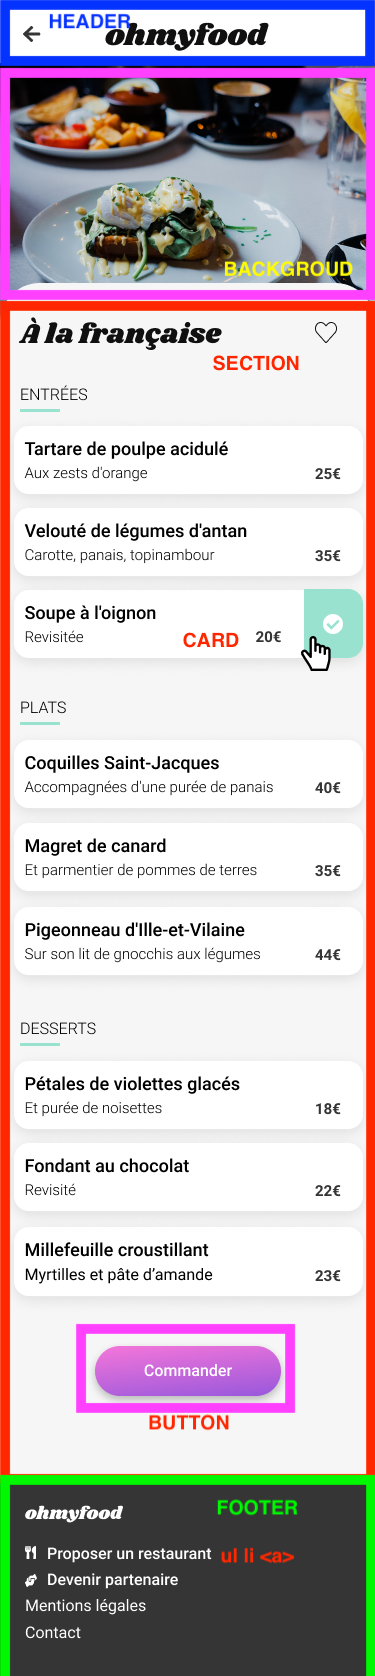 HEADER
ohmyfood
BACKGROUD
À la française
SECTION
ENTRÉES
Tartare de poulpe acidulé
Aux zests d'orange 25€
Velouté de légumes d'antan
Carotte, panais, topinambour 35€
Soupe à l'oignon
Revisitée CARD 20€
PLATS
Coquilles Saint-Jacques
Accompagnées d'une purée de panais 40€
Magret de canard
Et parmentier de pommes de terres 35€
Pigeonneau d'Ille-et-Vilaine
Sur son lit de gnocchis aux légumes 44€
DESSERTS
Pétales de violettes glacés
Et purée de noisettes 18€
Fondant au chocolat
Revisité 22€
Millefeuille croustillant
Myrtilles et pâte d’amande 23€
Commander
BUTTON
ohmyfood FOOTER
Proposer un restaurant ul li <a>
Devenir partenaire
Mentions légales
Contact